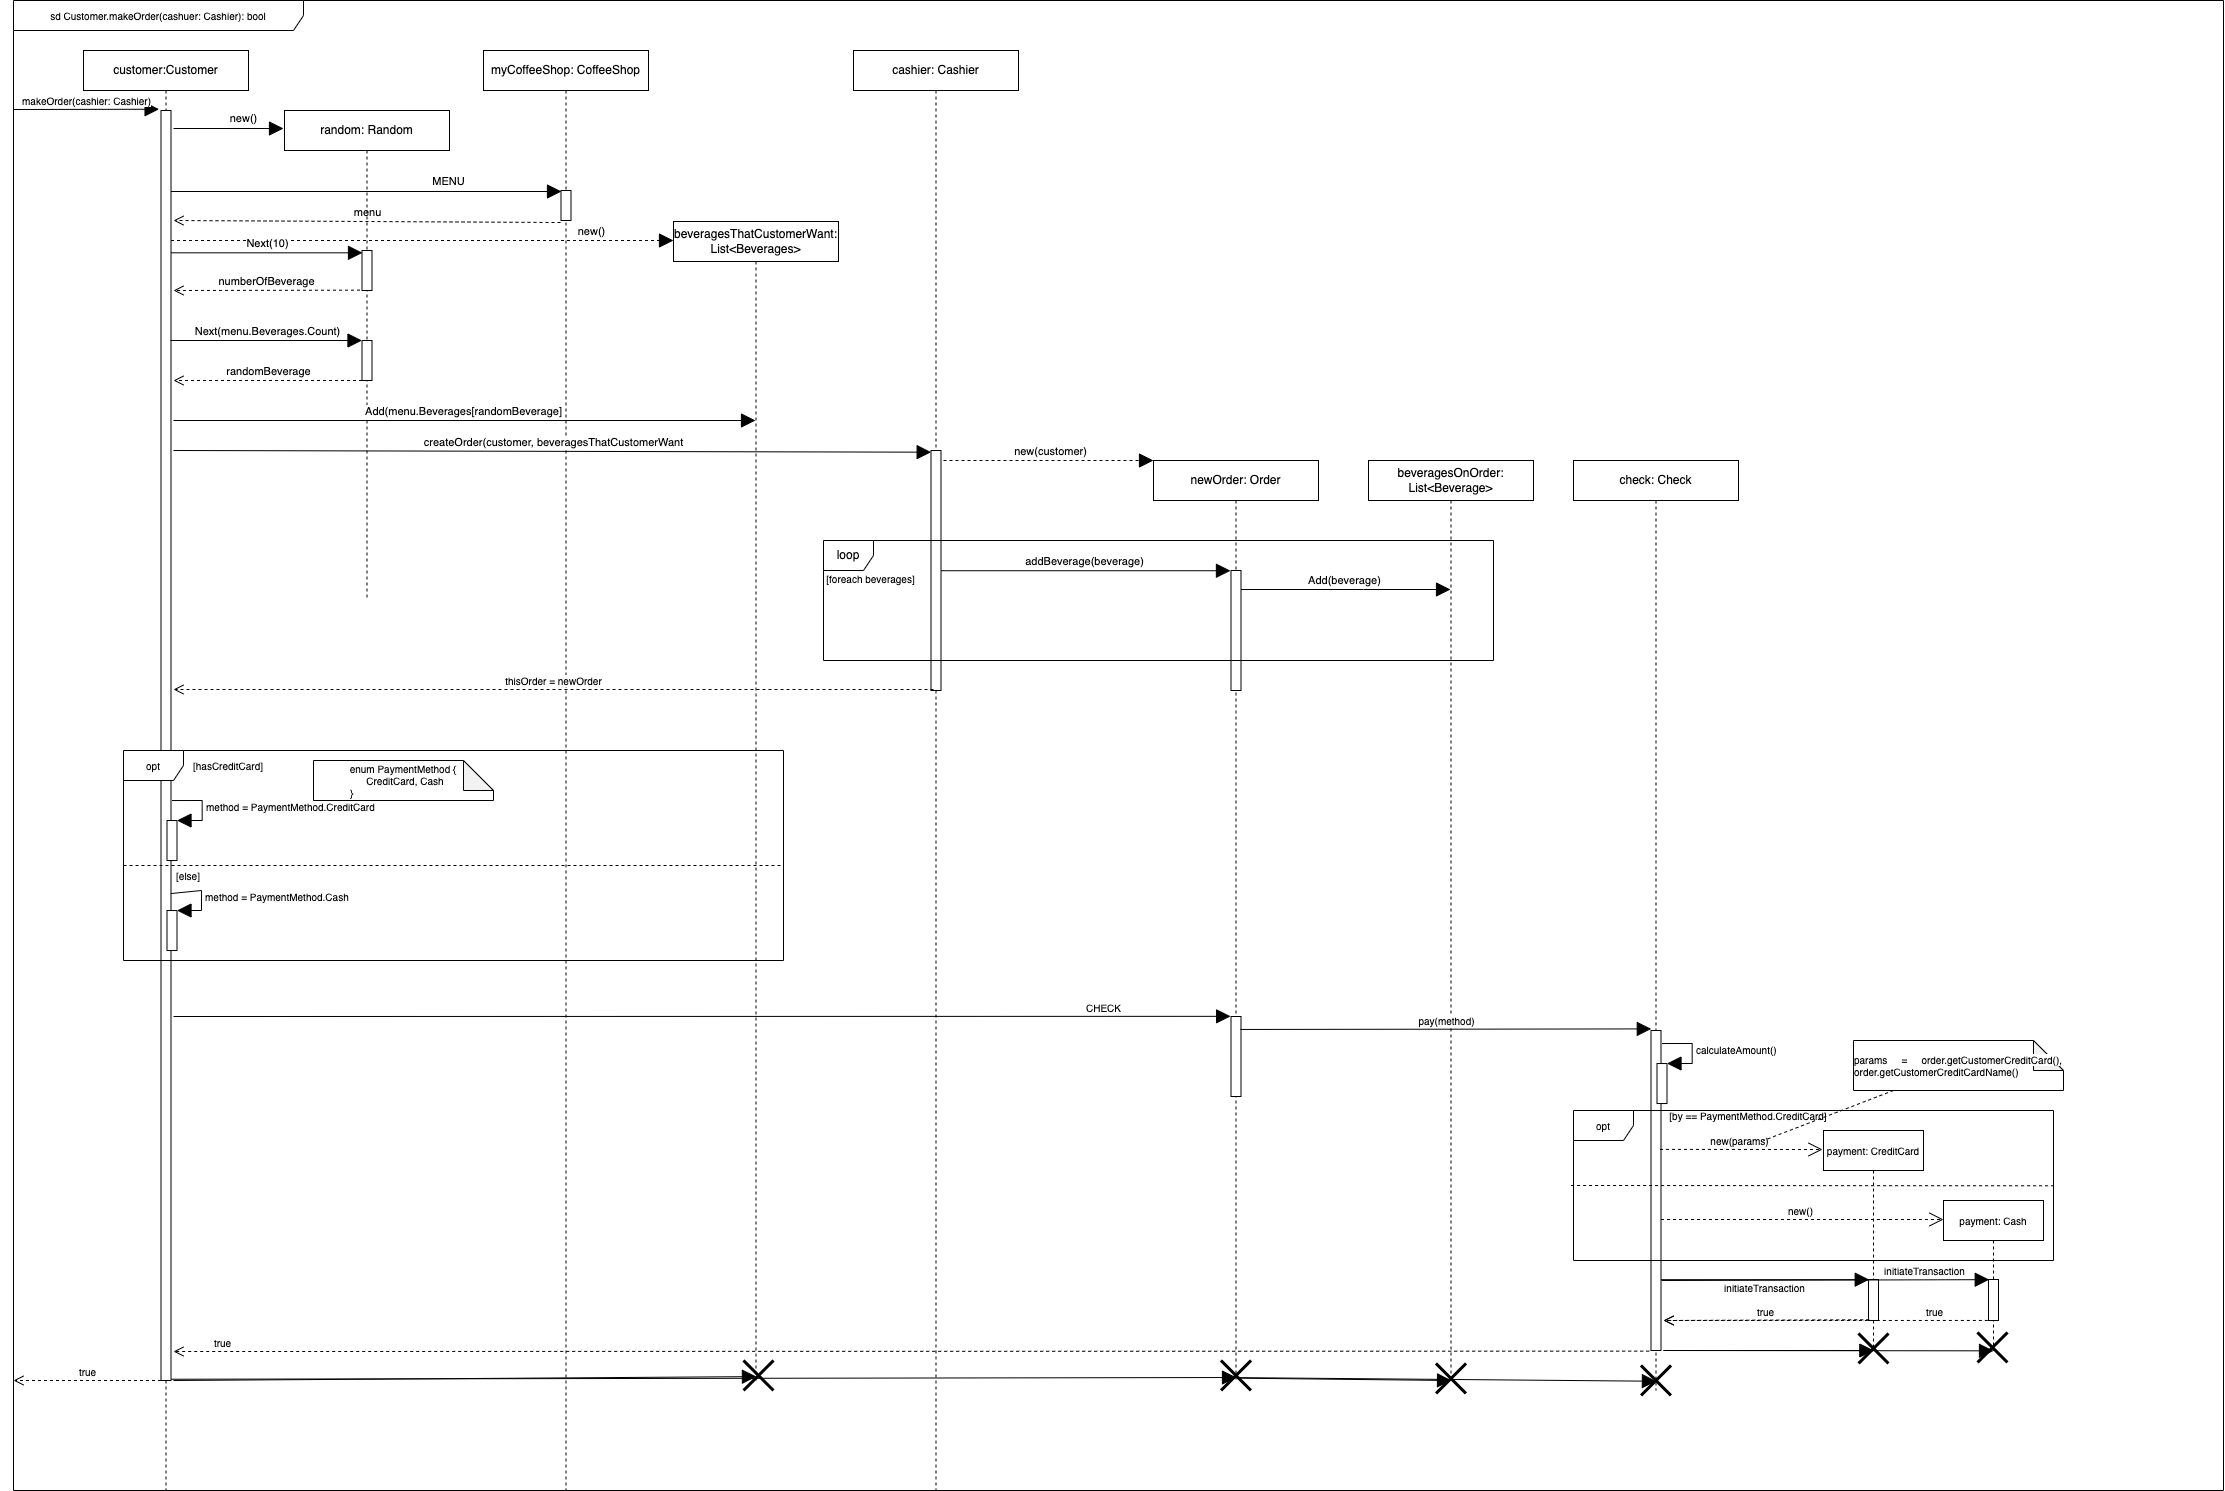 sd Customer.makeOrder(cashuer: Cashier): bool
customer:Customer
myCoffeeShop: CoffeeShop
cashier: Cashier
makeOrder(cashier: Cashier)
new()
random: Random
MENU
menu
new()
beveragesThatCustomerWant:
List<Beverages>
Next(10)
numberOfBeverage
Next(menu.Beverages.Count)
randomBeverage
Add(menu.Beverages[randomBeverage]
createOrder(customer, beveragesThatCustomerWant
new(customer)
newOrder: Order
beveragesOnOrder:
List<Beverage>
check: Check
loop
[foreach beverages]
addBeverage(beverage)
Add(beverage)
thisOrder = newOrder
opt
[hasCreditCard]
enum PaymentMethod {
CreditCard, Cash
}
method = PaymentMethod.CreditCard
[else]
method = PaymentMethod.Cash
CHECK
pay(method)
calculateAmount()
params = order.getCustomerCreditCard(),
order.getCustomerCreditCardName()
opt
[by == PaymentMethod.CreditCard]
new(params)
payment: CreditCard
new()
payment: Cash
initiateTransaction
initiateTransaction
true
true
true
true